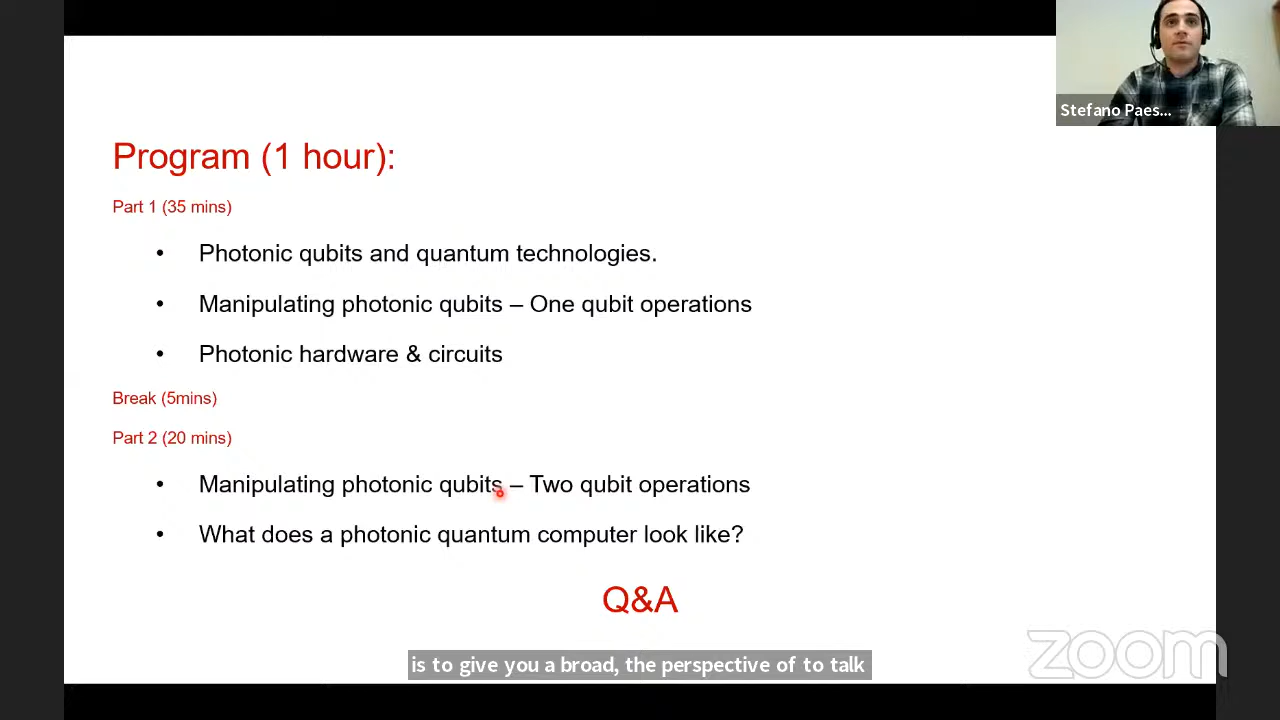 Stefano Paes...
Program (1 hour):
Part 1 (35 mins)
• Photonic qubits and quantum technologies.
• Manipulating photonic qubits – One qubit operations
• Photonic hardware & circuits
Break (5mins)
Part 2 (20 mins)
• Manipulating photonic qubits – Two qubit operations
• What does a photonic quantum computer look like?
Q&A
is to give you a broad, the perspective of to talk
zoom